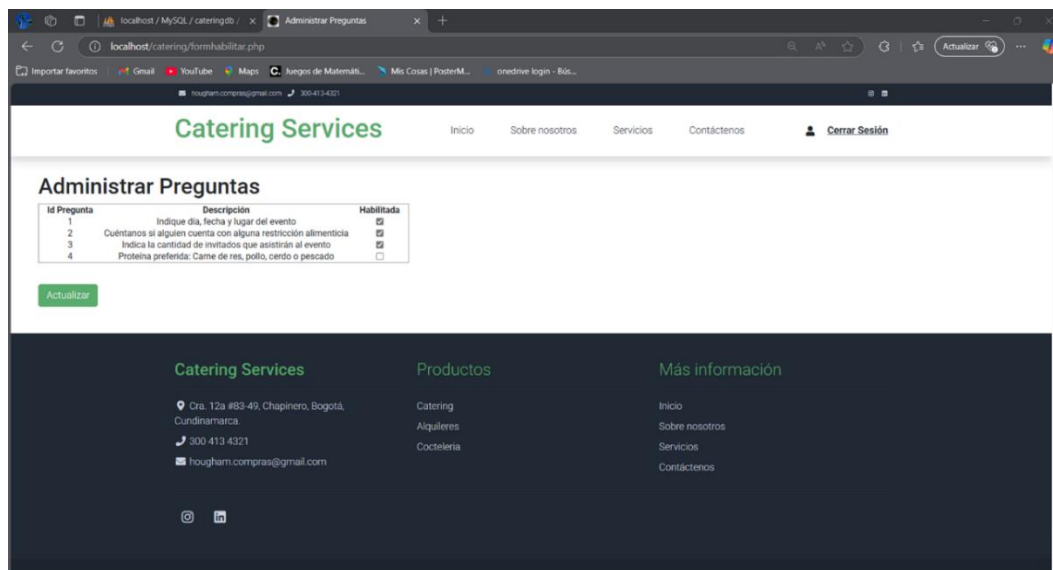 localhost / MySQL / cateringdb /
Administrar Preguntas
localhost/catering/formhabilitar.php
Actualizar
Importar favoritos
Gmail
YouTube
Maps
Juegos de Matemáti...
Mis Cosas | PosterM...
onedrive login - Bús...
hougham.compras@gmail.com 300-413-4321
Catering Services
Inicio
Sobre nosotros
Servicios
Contáctenos
Cerrar Sesión
Administrar Preguntas
Id Pregunta Descripción Habilitada
1 Indique día, fecha y lugar del evento
2 Cuéntanos si alguien cuenta con alguna restricción alimenticia
3 Indica la cantidad de invitados que asistirán al evento
4 Proteína preferida: Carne de res, pollo, cerdo o pescado
Actualizar
Catering Services
Cra. 12a #83-49, Chapinero, Bogotá,
Cundinamarca.
300 413 4321
hougham.compras@gmail.com
Productos
Catering
Alquileres
Cocteleria
Más información
Inicio
Sobre nosotros
Servicios
Contáctenos